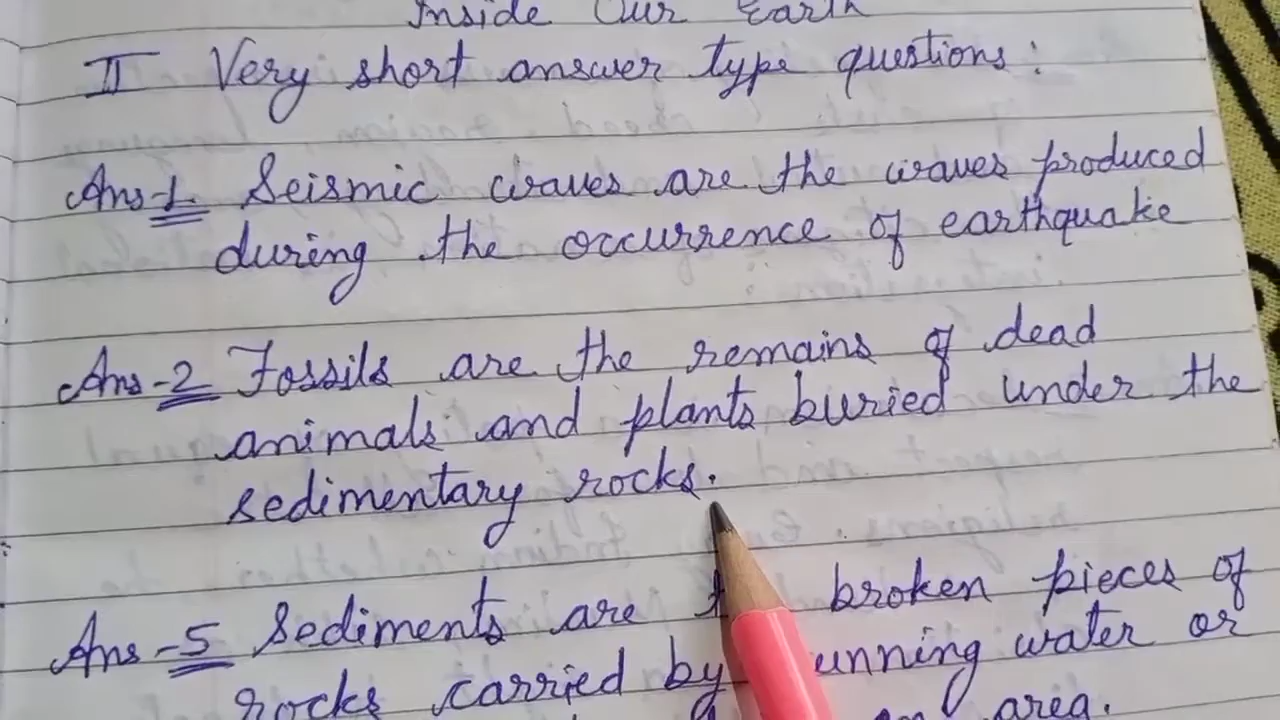 Inside Our Earth
II Very short answer type questions:
Ans-1. Seismic waves are the waves produced
during the occurrence of earthquake
Ans-2 Fossils are the remains of dead
animals and plants buried under the
sedimentary rocks.
Ans-5 Sediments are broken pieces of
rocks carried by water or
area.